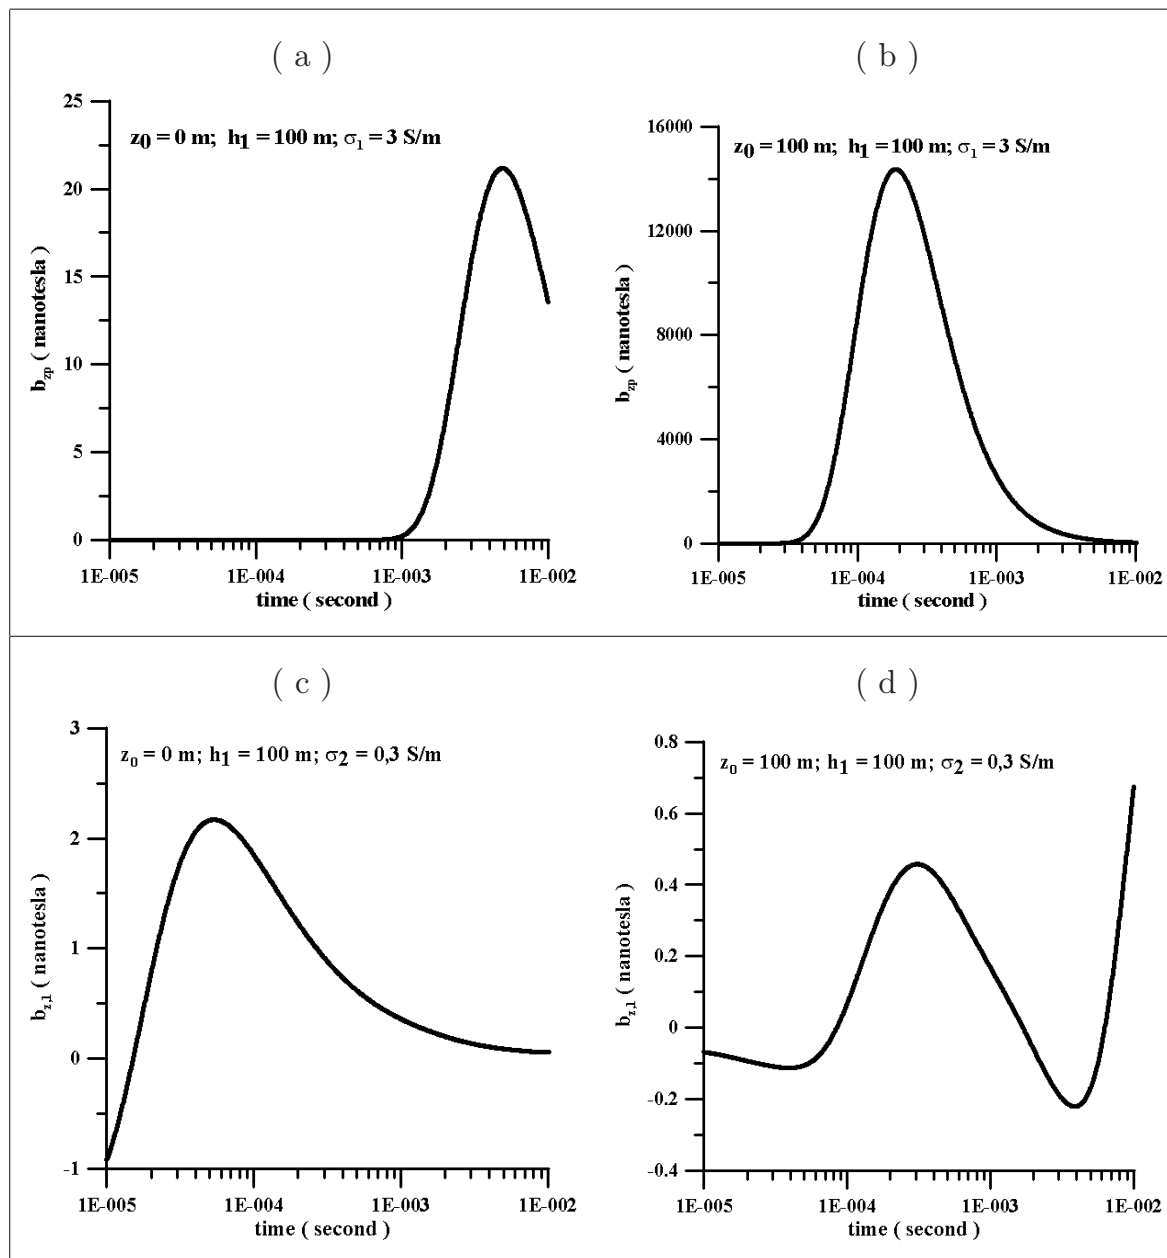 ( a )
25
20
15
10
5
0
z0 = 0 m; h1 = 100 m; σ1 = 3 S/m
bzp ( nanotesla )
1E-005 1E-004 1E-003 1E-002
time ( second )
( b )
16000
12000
8000
4000
0
z0 = 100 m; h1 = 100 m; σ1 = 3 S/m
bzp ( nanotesla )
1E-005 1E-004 1E-003 1E-002
time ( second )
( c )
3
2
1
0
-1
z0 = 0 m; h1 = 100 m; σ2 = 0,3 S/m
bz,1 ( nanotesla )
1E-005 1E-004 1E-003 1E-002
time ( second )
( d )
0.8
0.6
0.4
0.2
0
-0.2
-0.4
z0 = 100 m; h1 = 100 m; σ2 = 0,3 S/m
bz,1 ( nanotesla )
1E-005 1E-004 1E-003 1E-002
time ( second )